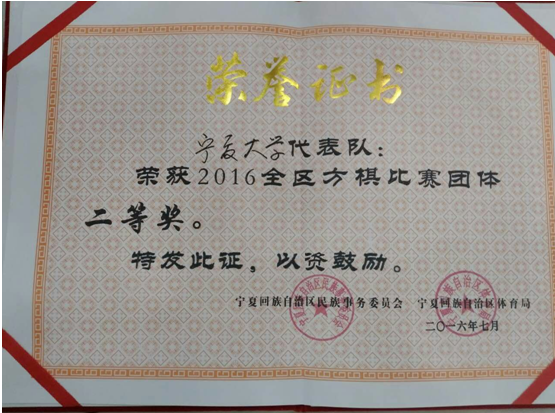 荣誉证书
宁夏大学代表队：
荣获2016全区方棋比赛团体
二等奖。
特发此证，以资鼓励。
宁夏回族自治区民族事务委员会 宁夏回族自治区体育局
二〇一六年七月